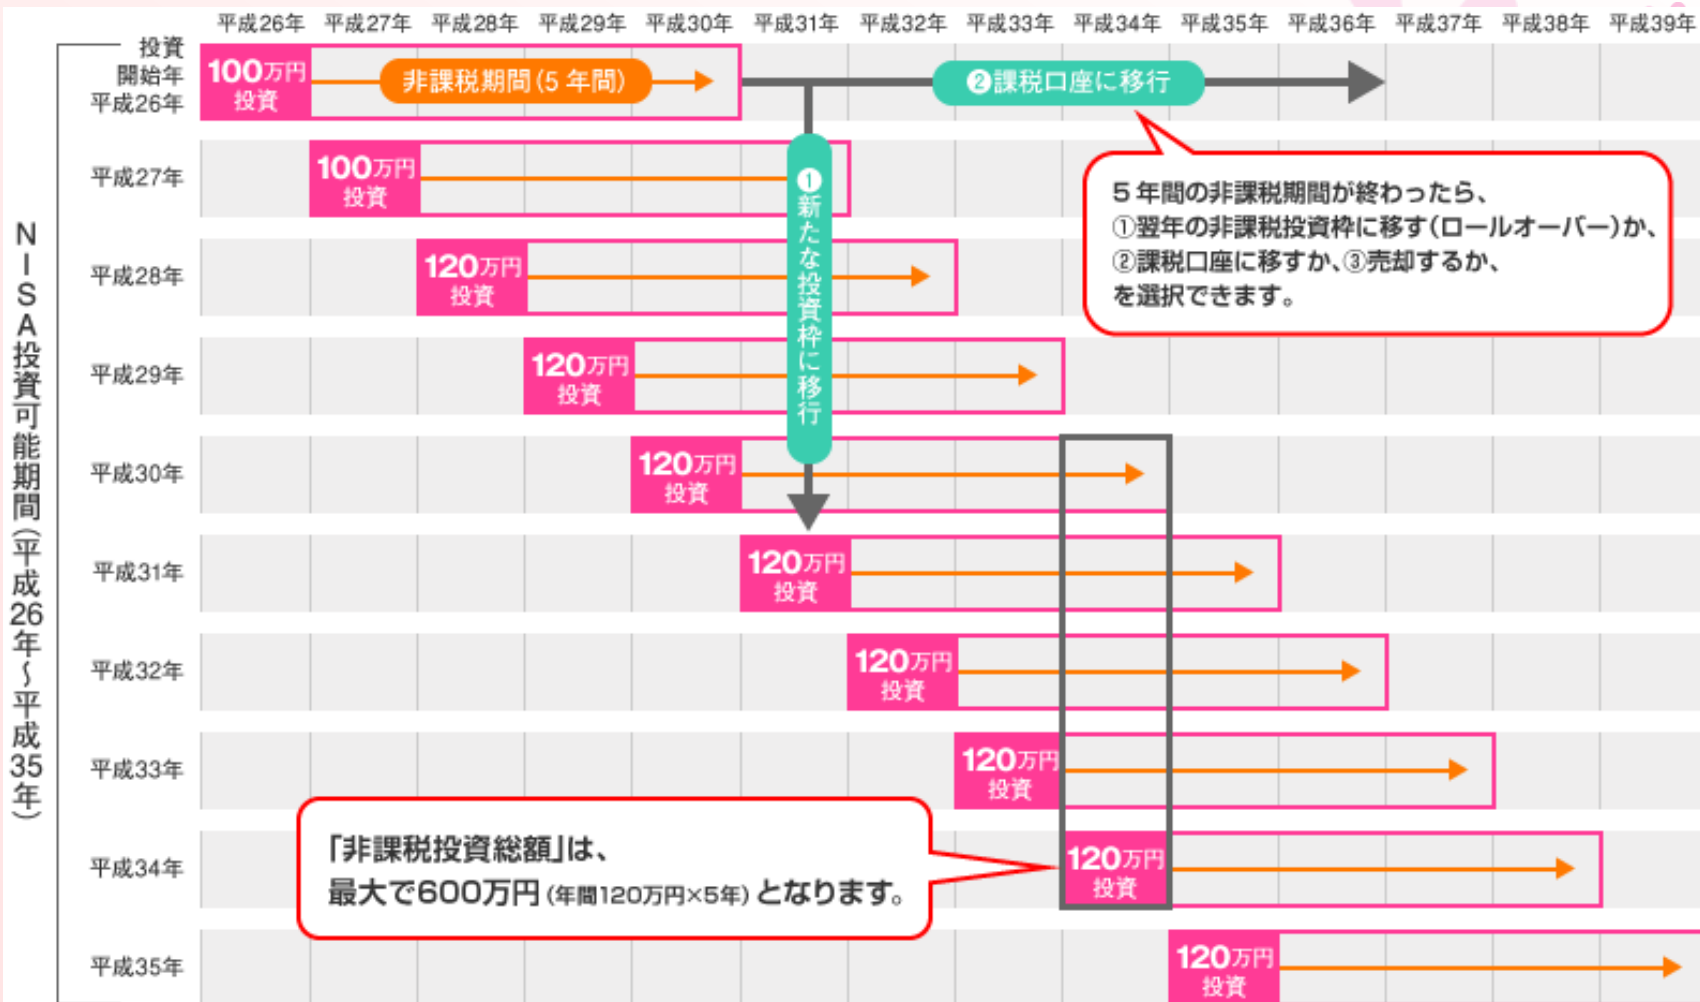 平成26年 平成27年 平成28年 平成29年 平成30年 平成31年 平成32年 平成33年 平成34年 平成35年 平成36年 平成37年 平成38年 平成39年
NISA投資可能期間(平成26年～平成35年)
投資
開始年
平成26年
100万円
投資
非課税期間(5年間)
❷課税口座に移行
❶新たな投資枠に移行
5年間の非課税期間が終わったら、
①翌年の非課税投資枠に移す(ロールオーバー)か、
②課税口座に移すか、③売却するか、
を選択できます。
平成27年
100万円
投資
平成28年
120万円
投資
平成29年
120万円
投資
平成30年
120万円
投資
平成31年
120万円
投資
平成32年
120万円
投資
平成33年
120万円
投資
「非課税投資総額」は、
最大で600万円(年間120万円×5年)となります。
平成34年
120万円
投資
平成35年
120万円
投資